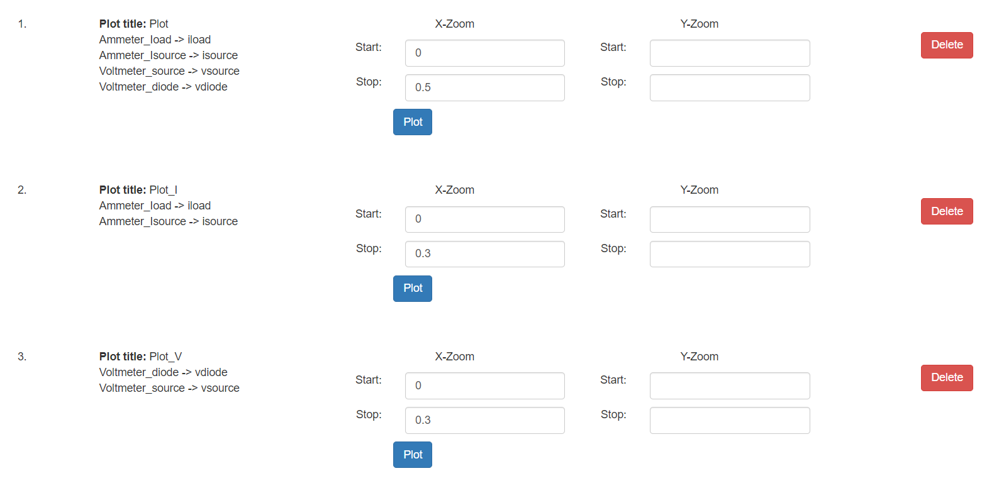 1.
Plot title: Plot
Ammeter_load -> iload
Ammeter_Isource -> isource
Voltmeter_source -> vsource
Voltmeter_diode -> vdiode
X-Zoom
Start:
0
Stop:
0.5
Plot
Y-Zoom
Start:
Stop:
Delete
2.
Plot title: Plot_I
Ammeter_load -> iload
Ammeter_Isource -> isource
X-Zoom
Start:
0
Stop:
0.3
Plot
Y-Zoom
Start:
Stop:
Delete
3.
Plot title: Plot_V
Voltmeter_diode -> vdiode
Voltmeter_source -> vsource
X-Zoom
Start:
0
Stop:
0.3
Plot
Y-Zoom
Start:
Stop:
Delete